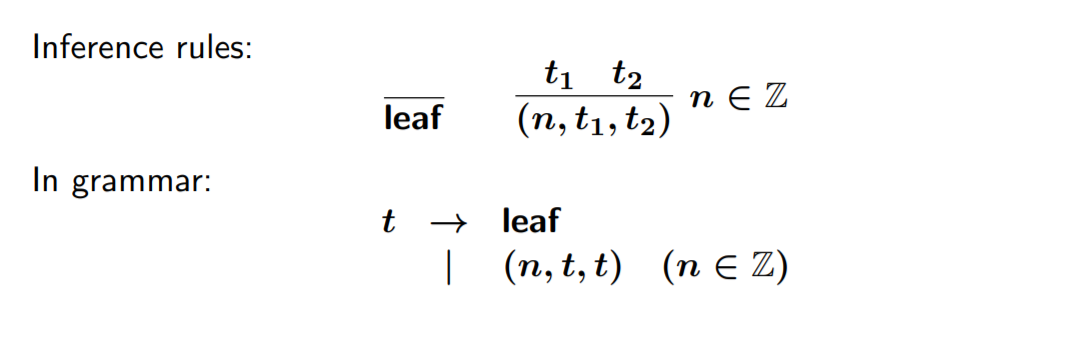 Inference rules:
t₁ t₂
leaf (n, t₁, t₂) n ∈ ℤ
In grammar:
t → leaf
| (n, t, t) (n ∈ ℤ)